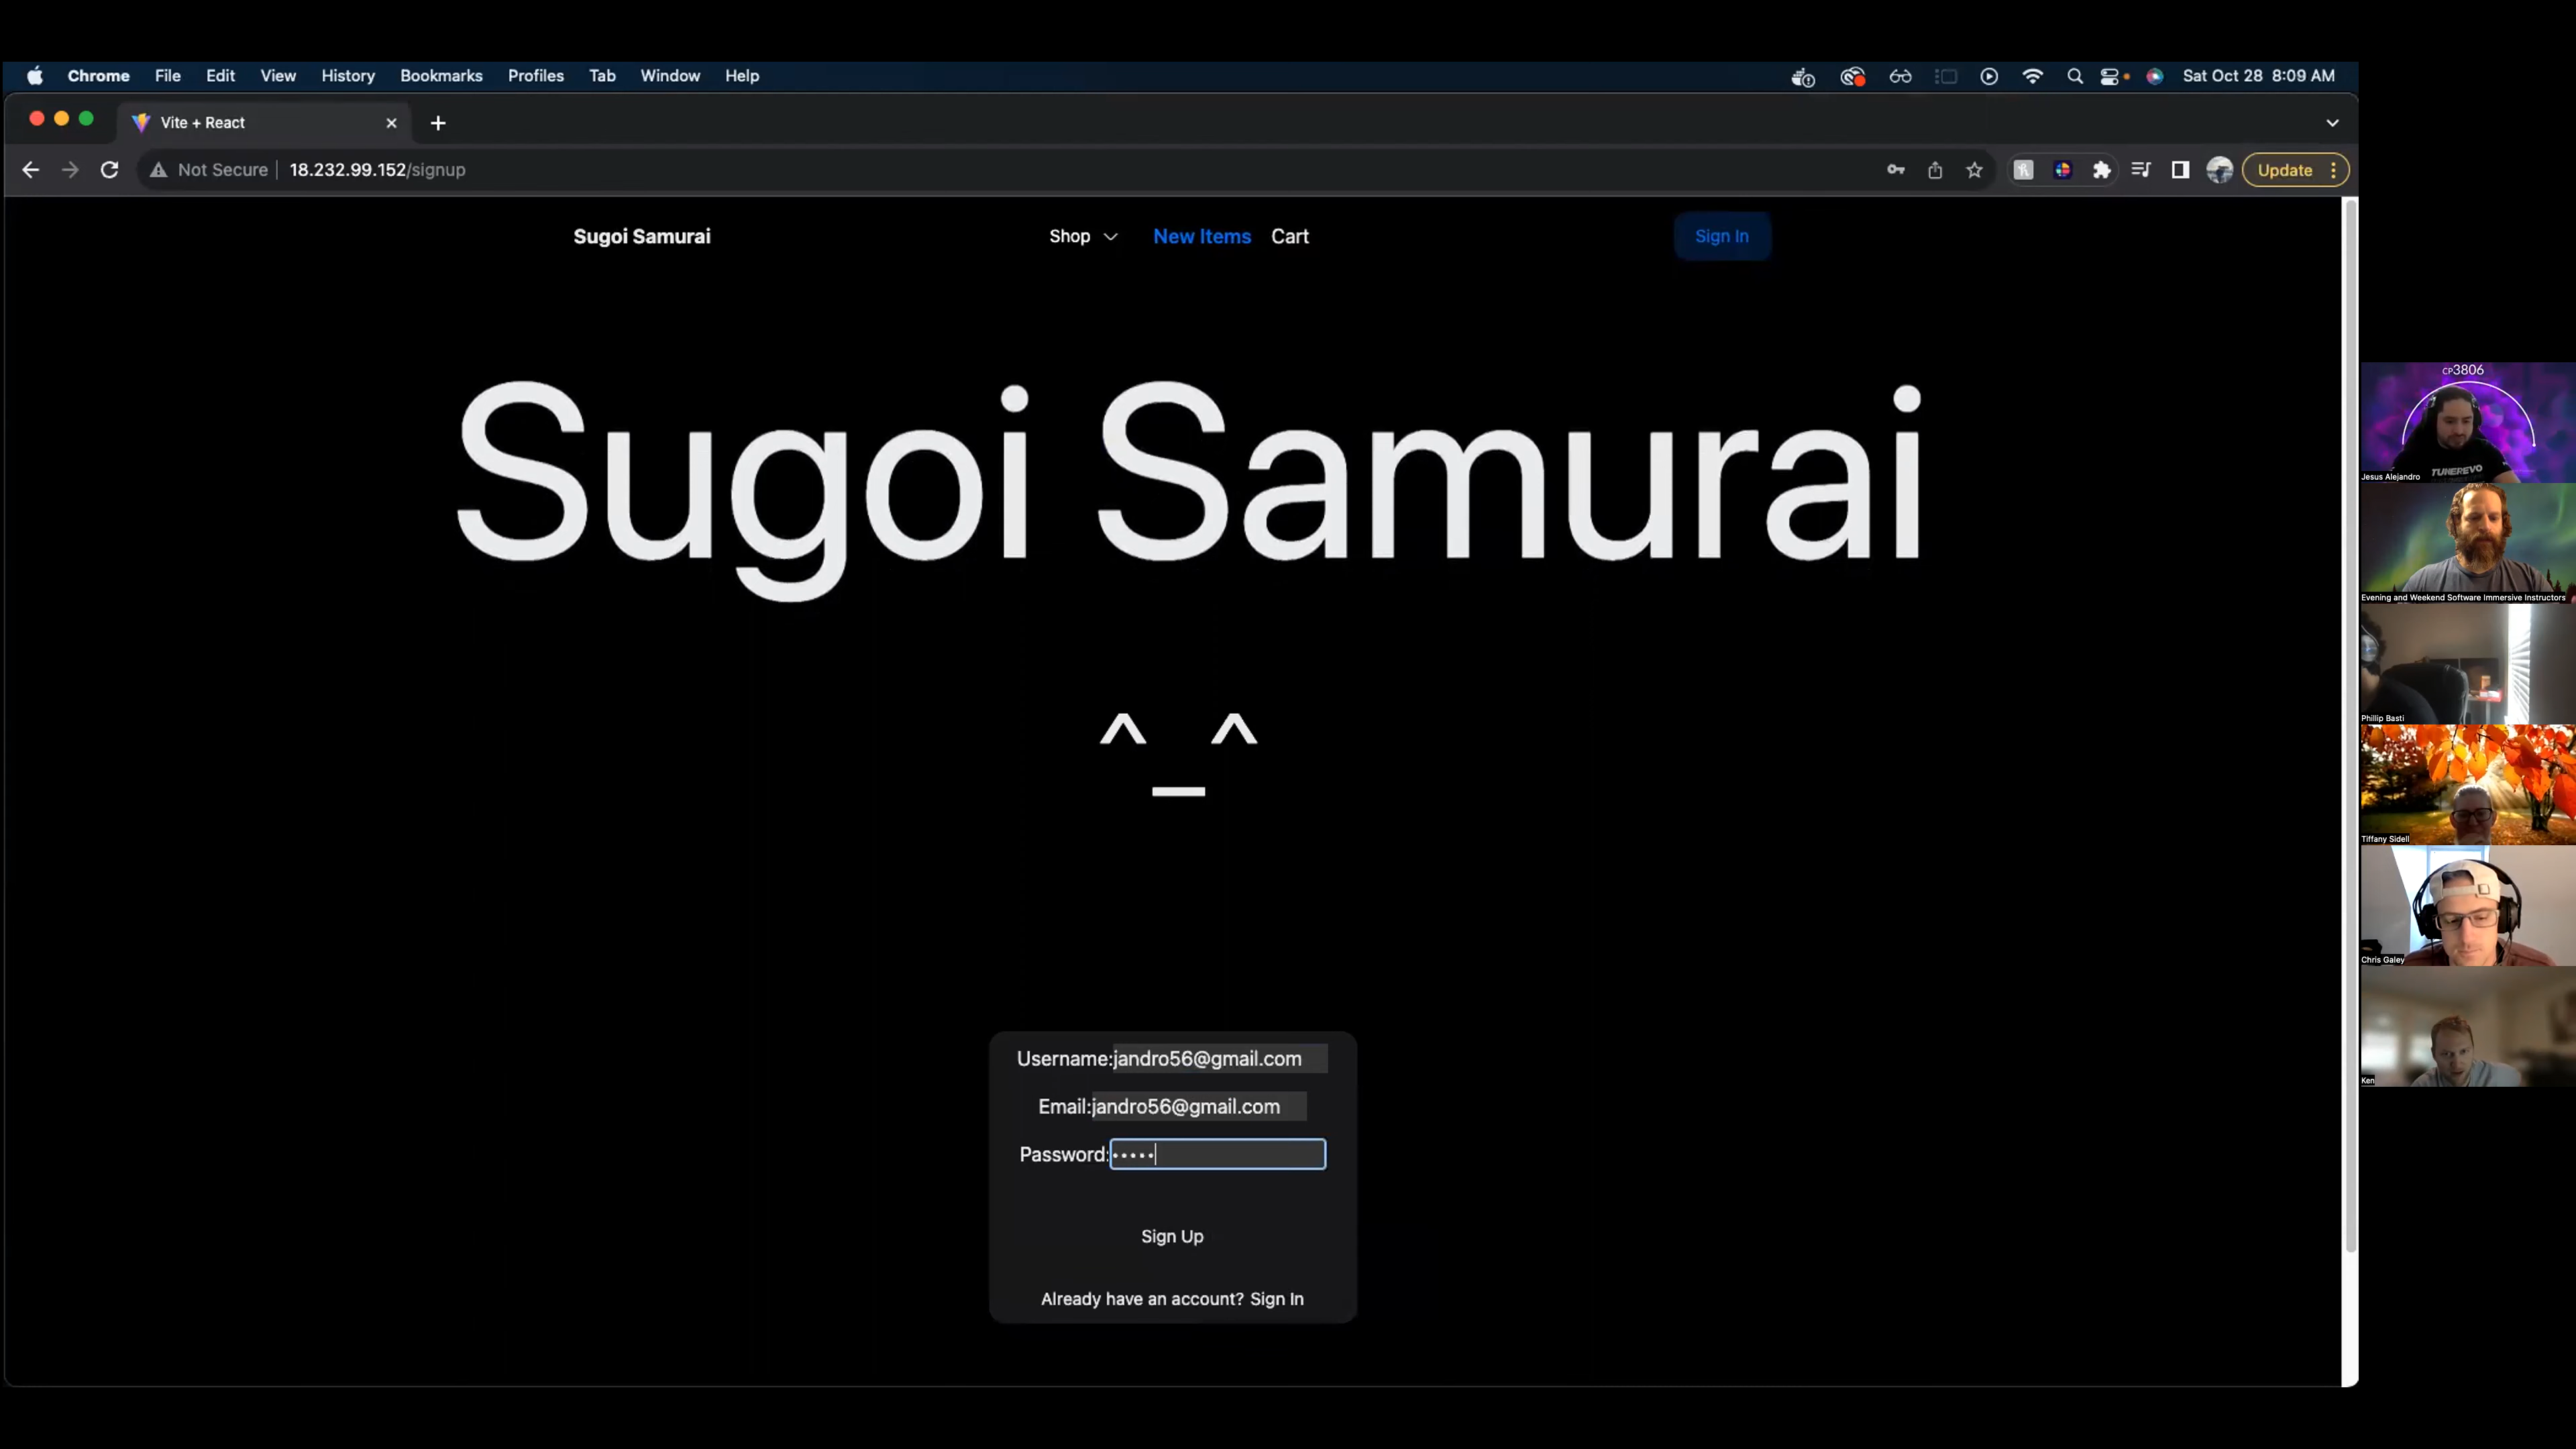 Chrome File Edit View History Bookmarks Profiles Tab Window Help Sat Oct 28 8:09 AM
Vite + React
Not Secure 18.232.99.152/signup Update
Sugoi Samurai Shop New Items Cart Sign In
Sugoi Samurai
^_^
Username:jandro56@gmail.com
Email:jandro56@gmail.com
Password:•••••
Sign Up
Already have an account? Sign In
CP3806
TUNEREVO
Jesus Alejandro
Evening and Weekend Software Immersive Instructors
Phillip Basti
Tiffany Sidell
Chris Galey
Ken